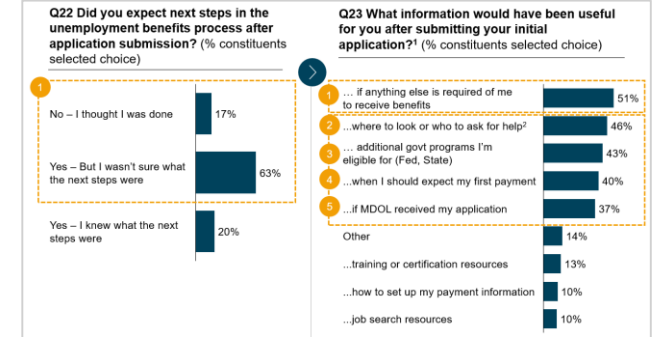 Q22 Did you expect next steps in the
unemployment benefits process after
application submission? (% constituents
selected choice)
1
No – I thought I was done
17%
Yes – But I wasn't sure what
the next steps were
63%
Yes – I knew what the next
steps were
20%
Q23 What information would have been useful
for you after submitting your initial
application?¹ (% constituents selected choice)
1
... if anything else is required of me
to receive benefits
51%
2
...where to look or who to ask for help²
46%
3
... additional govt programs I'm
eligible for (Fed, State)
43%
4
...when I should expect my first payment
40%
5
...if MDOL received my application
37%
Other
14%
...training or certification resources
13%
...how to set up my payment information
10%
...job search resources
10%